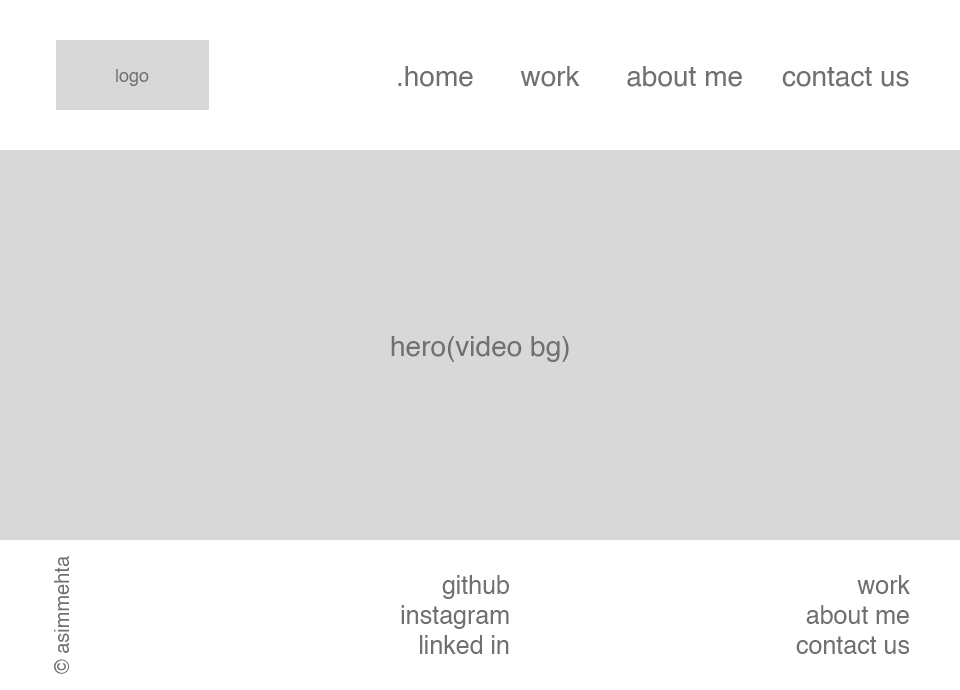 logo
.home work about me contact us
hero(video bg)
© asimmehta
github
instagram
linked in
work
about me
contact us